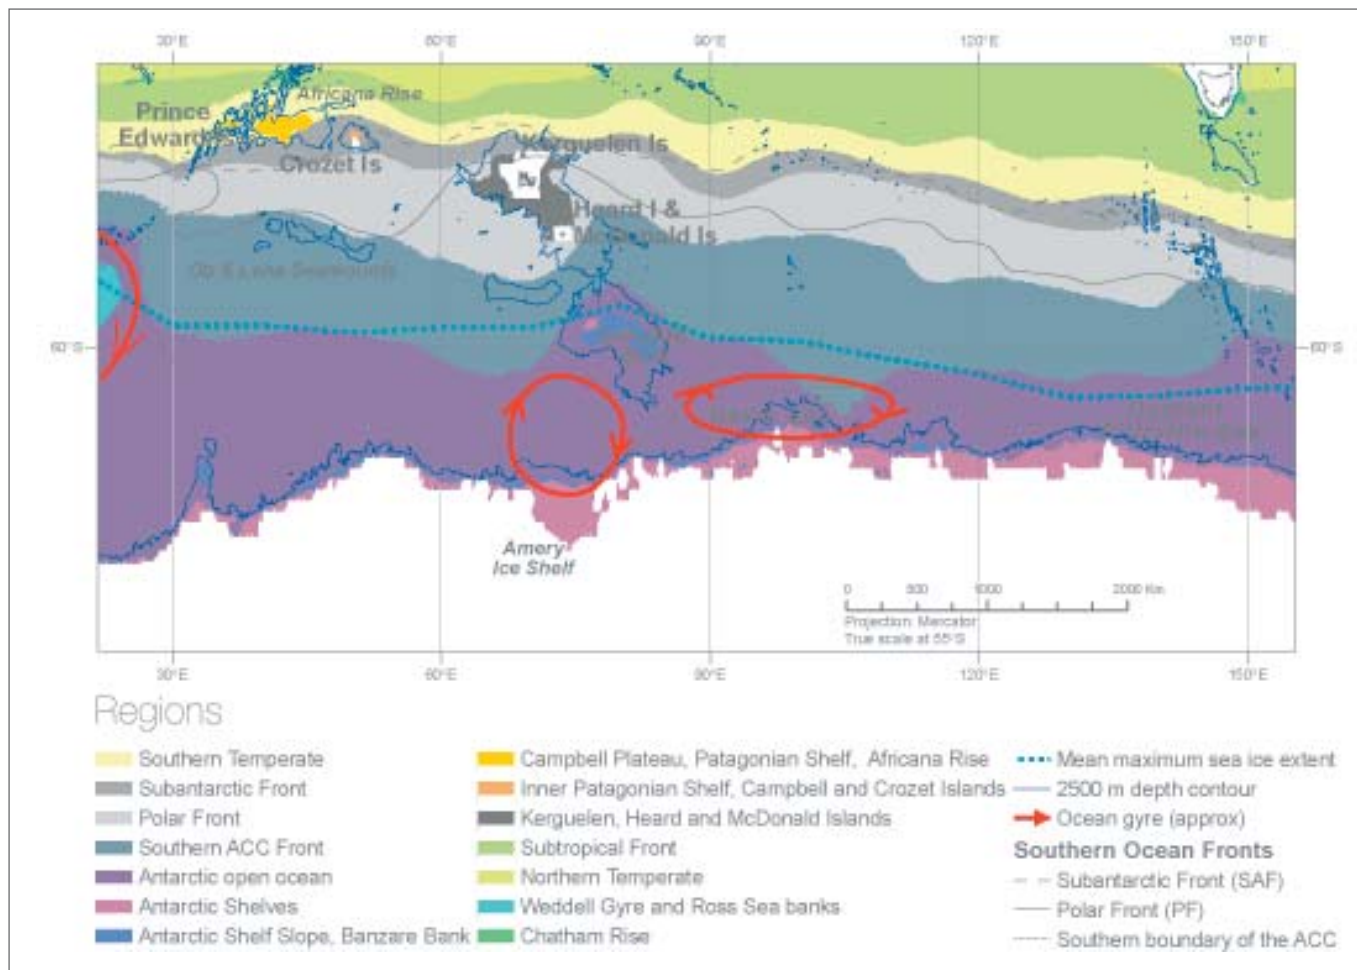 30°E 60°E 90°E 120°E 150°E
Africana Rise
Prince
Edward Is
Crozet Is
Kerguelen Is
Heard I &
McDonald Is
Ob & Lena Seamounts
60°S 60°S
Amery
Ice Shelf
0 500 1000 2000 Km
Projection: Mercator
True scale at 55°S
30°E 60°E 90°E 120°E 150°E
Regions
Southern Temperate
Subantarctic Front
Polar Front
Southern ACC Front
Antarctic open ocean
Antarctic Shelves
Antarctic Shelf Slope, Banzare Bank
Campbell Plateau, Patagonian Shelf, Africana Rise
Inner Patagonian Shelf, Campbell and Crozet Islands
Kerguelen, Heard and McDonald Islands
Subtropical Front
Northern Temperate
Weddell Gyre and Ross Sea banks
Chatham Rise
Mean maximum sea ice extent
2500 m depth contour
Ocean gyre (approx)
Southern Ocean Fronts
Subantarctic Front (SAF)
Polar Front (PF)
Southern boundary of the ACC